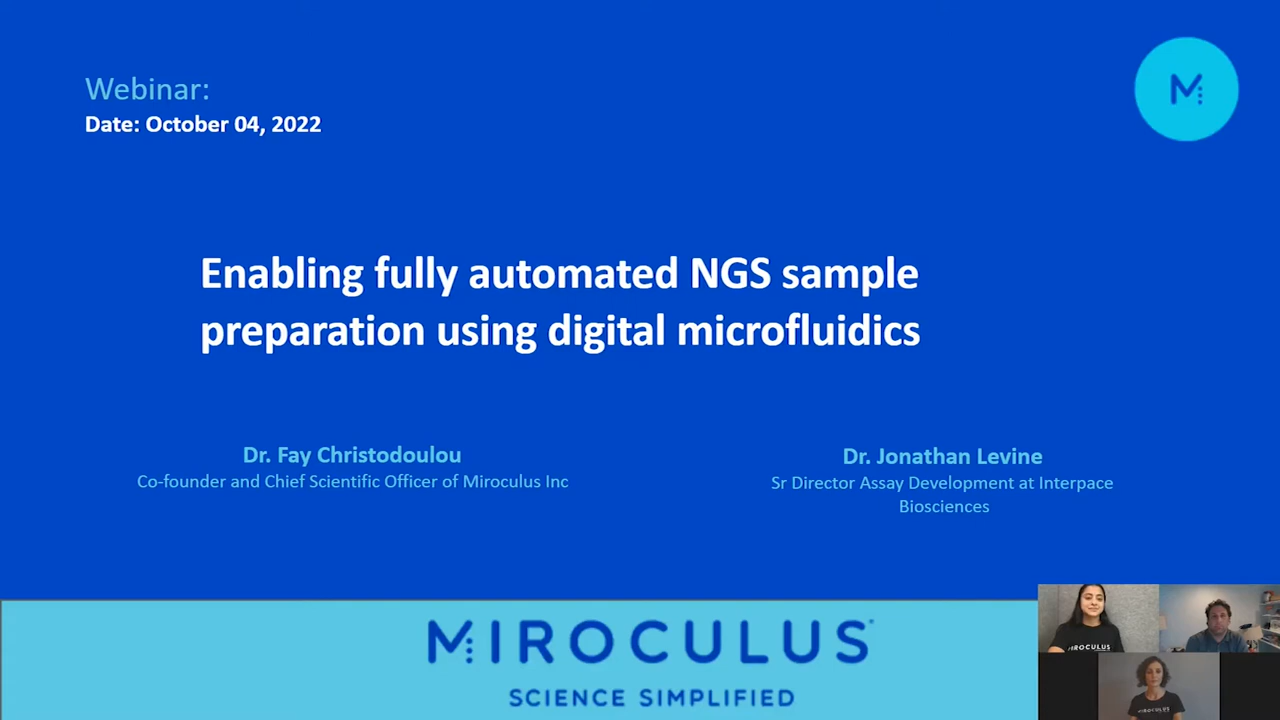 Webinar:
Date: October 04, 2022
M
Enabling fully automated NGS sample
preparation using digital microfluidics
Dr. Fay Christodoulou
Co-founder and Chief Scientific Officer of Miroculus Inc
Dr. Jonathan Levine
Sr Director Assay Development at Interpace
Biosciences
MIROCULUS
SCIENCE SIMPLIFIED
MIROCULUS
MIROCULUS